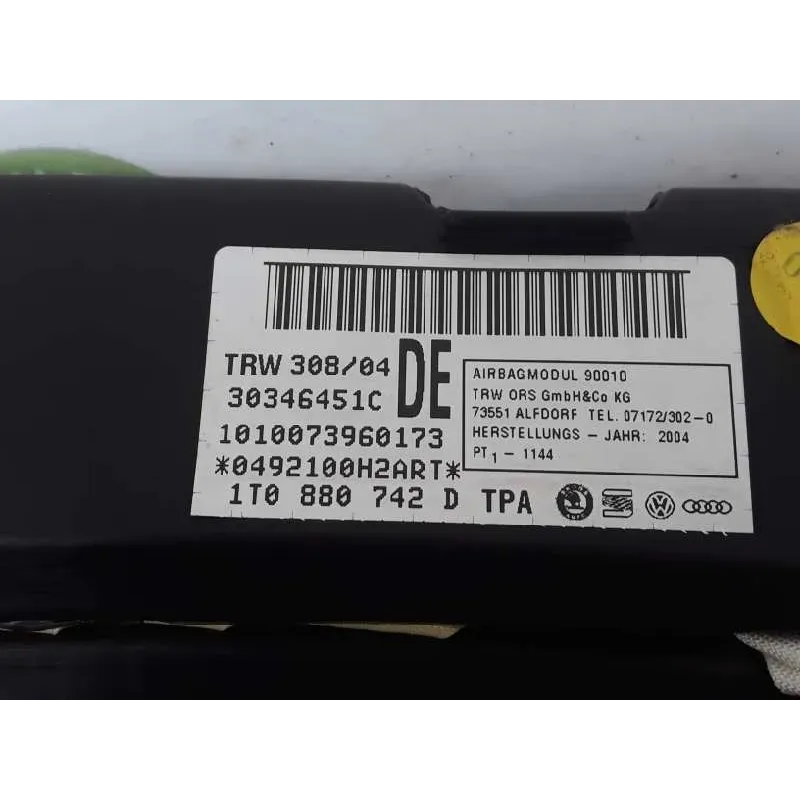 TRW 308/04 DE
30346451C
1010073960173
*0492100H2ART*
1T0 880 742 D TPA
AIRBAGMODUL 90010
TRW ORS GmbH&Co KG
73551 ALFDORF TEL. 07172/302-0
HERSTELLUNGS - JAHR: 2004
PT1 - 1144